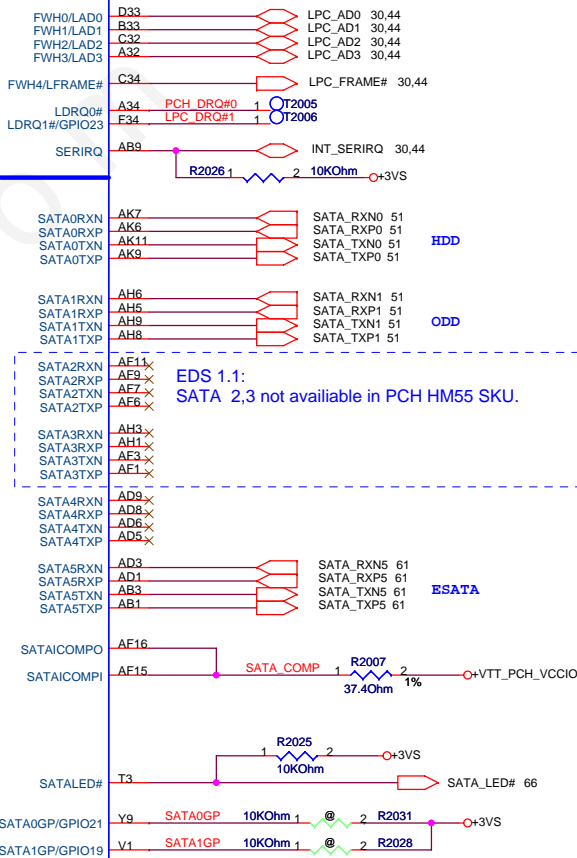 FWH0/LAD0 D33 LPC_AD0 30,44
FWH1/LAD1 B33 LPC_AD1 30,44
FWH2/LAD2 C32 LPC_AD2 30,44
FWH3/LAD3 A32 LPC_AD3 30,44
FWH4/LFRAME# C34 LPC_FRAME# 30,44
LDRQ0# A34 PCH_DRQ#0 1 T2005
LDRQ1#/GPIO23 F34 LPC_DRQ#1 1 T2006
SERIRQ AB9 INT_SERIRQ 30,44
R2026 1 2 10KOhm +3VS
SATA0RXN AK7 SATA_RXN0 51
SATA0RXP AK6 SATA_RXP0 51
SATA0TXN AK11 SATA_TXN0 51 HDD
SATA0TXP AK9 SATA_TXP0 51
SATA1RXN AH6 SATA_RXN1 51
SATA1RXP AH5 SATA_RXP1 51
SATA1TXN AH9 SATA_TXN1 51 ODD
SATA1TXP AH8 SATA_TXP1 51
SATA2RXN AF11 EDS 1.1:
SATA2RXP AF9
SATA2TXN AF7 SATA 2,3 not availiable in PCH HM55 SKU.
SATA2TXP AF6
SATA3RXN AH3
SATA3RXP AH1
SATA3TXN AF3
SATA3TXP AF1
SATA4RXN AD9
SATA4RXP AD8
SATA4TXN AD6
SATA4TXP AD5
SATA5RXN AD3 SATA_RXN5 61
SATA5RXP AD1 SATA_RXP5 61
SATA5TXN AB3 SATA_TXN5 61 ESATA
SATA5TXP AB1 SATA_TXP5 61
SATAICOMPO AF16
SATAICOMPI AF15 SATA_COMP 1 R2007 2 +VTT_PCH_VCCIO
37.4Ohm 1%
1 R2025 2 +3VS
10KOhm
SATALED# T3 SATA_LED# 66
SATA0GP/GPIO21 Y9 SATA0GP 10KOhm 1 @ 2 R2031 +3VS
SATA1GP/GPIO19 V1 SATA1GP 10KOhm 1 @ 2 R2028